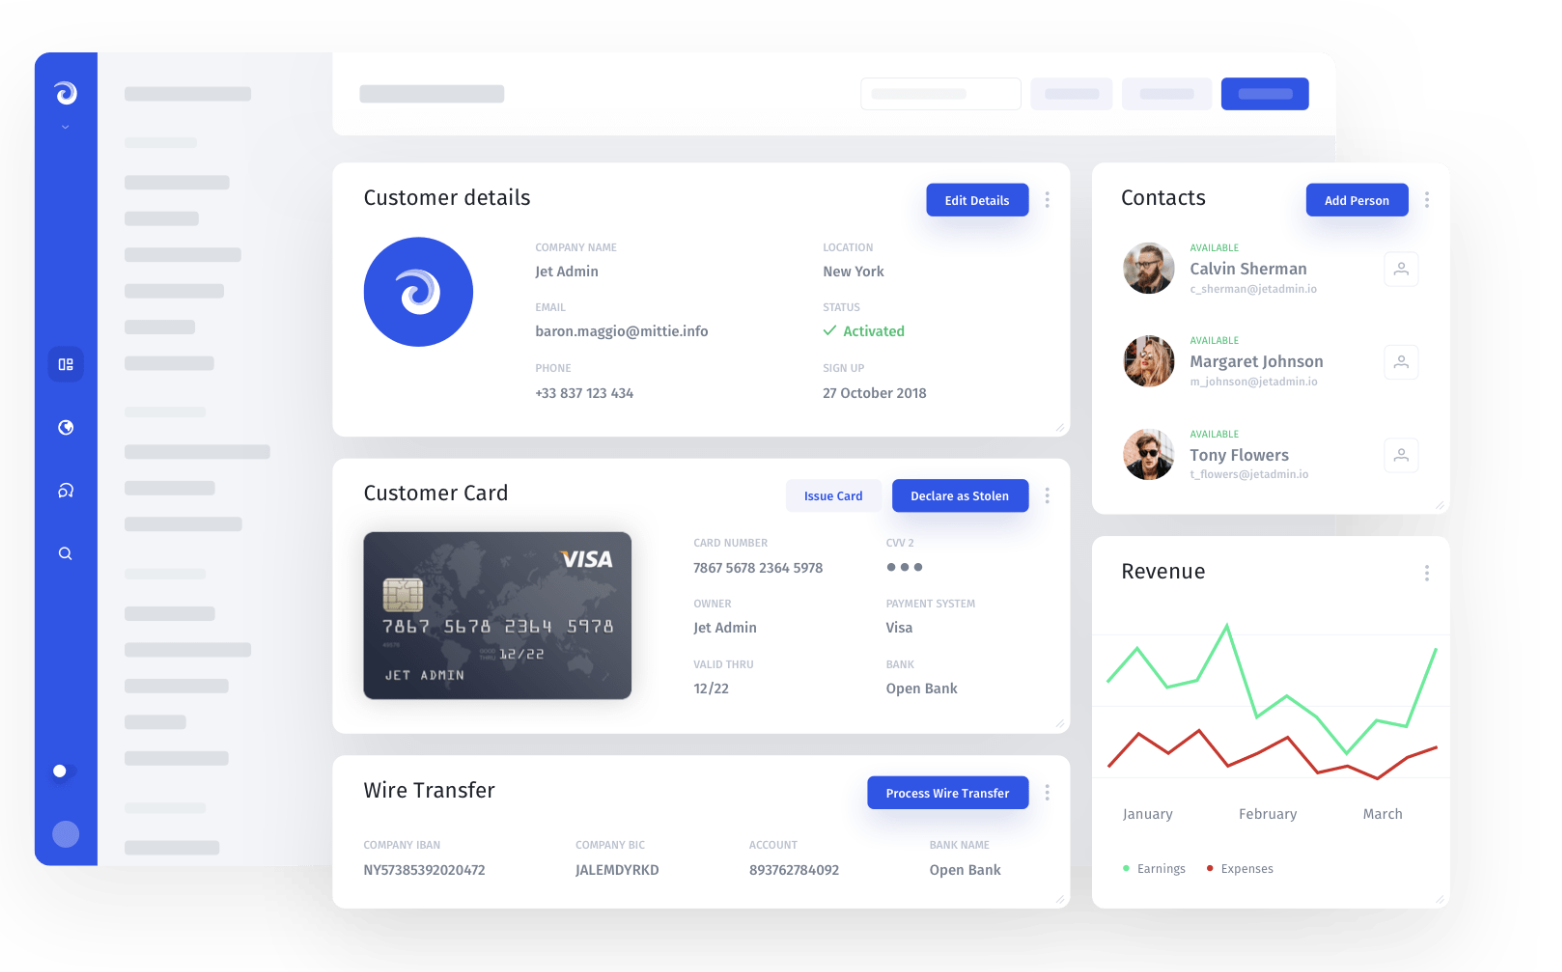 Customer details
Edit Details
COMPANY NAME
Jet Admin
LOCATION
New York
EMAIL
baron.maggio@mittie.info
STATUS
Activated
PHONE
+33 837 123 434
SIGN UP
27 October 2018
Customer Card
Issue Card
Declare as Stolen
VISA
7867 5678 2364 5978
12/22
JET ADMIN
CARD NUMBER
7867 5678 2364 5978
CVV 2
OWNER
Jet Admin
PAYMENT SYSTEM
Visa
VALID THRU
12/22
BANK
Open Bank
Wire Transfer
Process Wire Transfer
COMPANY IBAN
NY57385392020472
COMPANY BIC
JALEMDYRKD
ACCOUNT
893762784092
BANK NAME
Open Bank
Contacts
Add Person
AVAILABLE
Calvin Sherman
c_sherman@jetadmin.io
AVAILABLE
Margaret Johnson
m_johnson@jetadmin.io
AVAILABLE
Tony Flowers
t_flowers@jetadmin.io
Revenue
January February March
Earnings Expenses